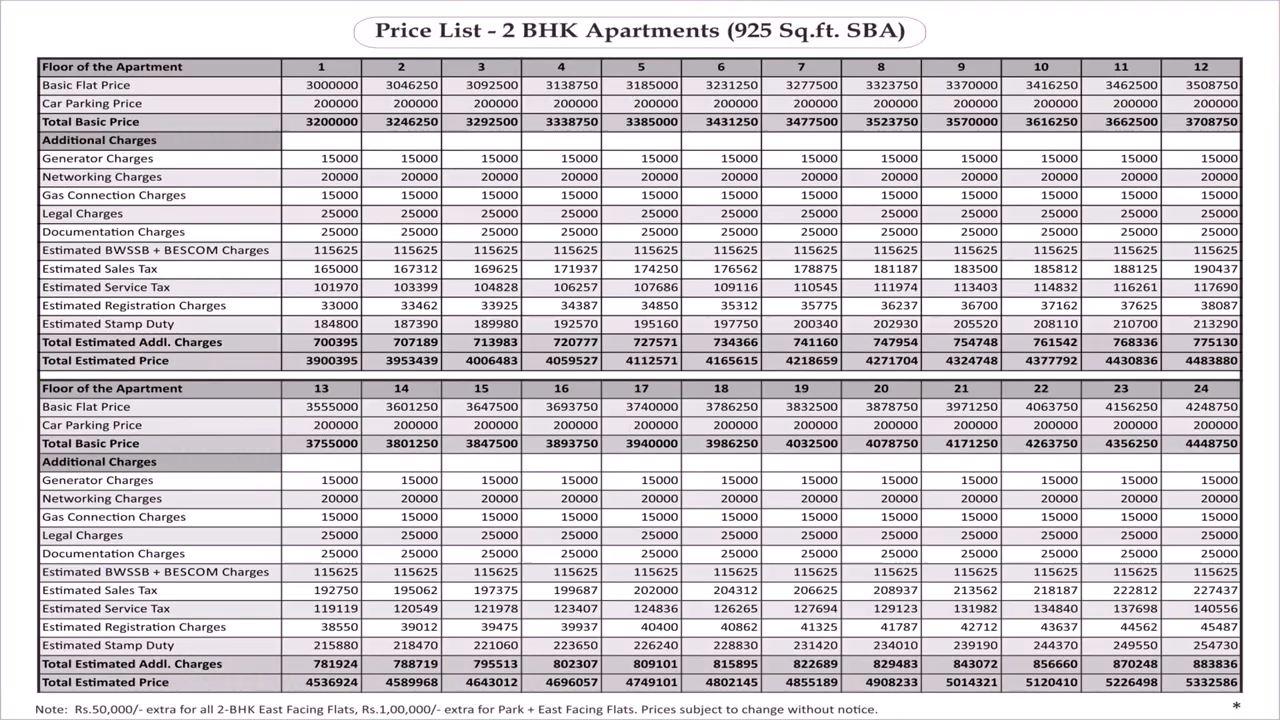 Price List - 2 BHK Apartments (925 Sq.ft. SBA)
Floor of the Apartment 1 2 3 4 5 6 7 8 9 10 11 12
Basic Flat Price 3000000 3046250 3092500 3138750 3185000 3231250 3277500 3323750 3370000 3416250 3462500 3508750
Car Parking Price 200000 200000 200000 200000 200000 200000 200000 200000 200000 200000 200000 200000
Total Basic Price 3200000 3246250 3292500 3338750 3385000 3431250 3477500 3523750 3570000 3616250 3662500 3708750
Additional Charges
Generator Charges 15000 15000 15000 15000 15000 15000 15000 15000 15000 15000 15000 15000
Networking Charges 20000 20000 20000 20000 20000 20000 20000 20000 20000 20000 20000 20000
Gas Connection Charges 15000 15000 15000 15000 15000 15000 15000 15000 15000 15000 15000 15000
Legal Charges 25000 25000 25000 25000 25000 25000 25000 25000 25000 25000 25000 25000
Documentation Charges 25000 25000 25000 25000 25000 25000 25000 25000 25000 25000 25000 25000
Estimated BWSSB + BESCOM Charges 115625 115625 115625 115625 115625 115625 115625 115625 115625 115625 115625 115625
Estimated Sales Tax 165000 167312 169625 171937 174250 176562 178875 181187 183500 185812 188125 190437
Estimated Service Tax 101970 103399 104828 106257 107686 109116 110545 111974 113403 114832 116261 117690
Estimated Registration Charges 33000 33462 33925 34387 34850 35312 35775 36237 36700 37162 37625 38087
Estimated Stamp Duty 184800 187390 189980 192570 195160 197750 200340 202930 205520 208110 210700 213290
Total Estimated Addl. Charges 700395 707189 713983 720777 727571 734366 741160 747954 754748 761542 768336 775130
Total Estimated Price 3900395 3953439 4006483 4059527 4112571 4165615 4218659 4271704 4324748 4377792 4430836 4483880
Floor of the Apartment 13 14 15 16 17 18 19 20 21 22 23 24
Basic Flat Price 3555000 3601250 3647500 3693750 3740000 3786250 3832500 3878750 3971250 4063750 4156250 4248750
Car Parking Price 200000 200000 200000 200000 200000 200000 200000 200000 200000 200000 200000 200000
Total Basic Price 3755000 3801250 3847500 3893750 3940000 3986250 4032500 4078750 4171250 4263750 4356250 4448750
Additional Charges
Generator Charges 15000 15000 15000 15000 15000 15000 15000 15000 15000 15000 15000 15000
Networking Charges 20000 20000 20000 20000 20000 20000 20000 20000 20000 20000 20000 20000
Gas Connection Charges 15000 15000 15000 15000 15000 15000 15000 15000 15000 15000 15000 15000
Legal Charges 25000 25000 25000 25000 25000 25000 25000 25000 25000 25000 25000 25000
Documentation Charges 25000 25000 25000 25000 25000 25000 25000 25000 25000 25000 25000 25000
Estimated BWSSB + BESCOM Charges 115625 115625 115625 115625 115625 115625 115625 115625 115625 115625 115625 115625
Estimated Sales Tax 192750 195062 197375 199687 202000 204312 206625 208937 213562 218187 222812 227437
Estimated Service Tax 119119 120549 121978 123407 124836 126265 127694 129123 131982 134840 137698 140556
Estimated Registration Charges 38550 39012 39475 39937 40400 40862 41325 41787 42712 43637 44562 45487
Estimated Stamp Duty 215880 218470 221060 223650 226240 228830 231420 234010 239190 244370 249550 254730
Total Estimated Addl. Charges 781924 788719 795513 802307 809101 815895 822689 829483 843072 856660 870248 883836
Total Estimated Price 4536924 4589968 4643012 4696057 4749101 4802145 4855189 4908233 5014321 5120410 5226498 5332586
Note: Rs.50,000/- extra for all 2-BHK East Facing Flats, Rs.1,00,000/- extra for Park + East Facing Flats. Prices subject to change without notice. *